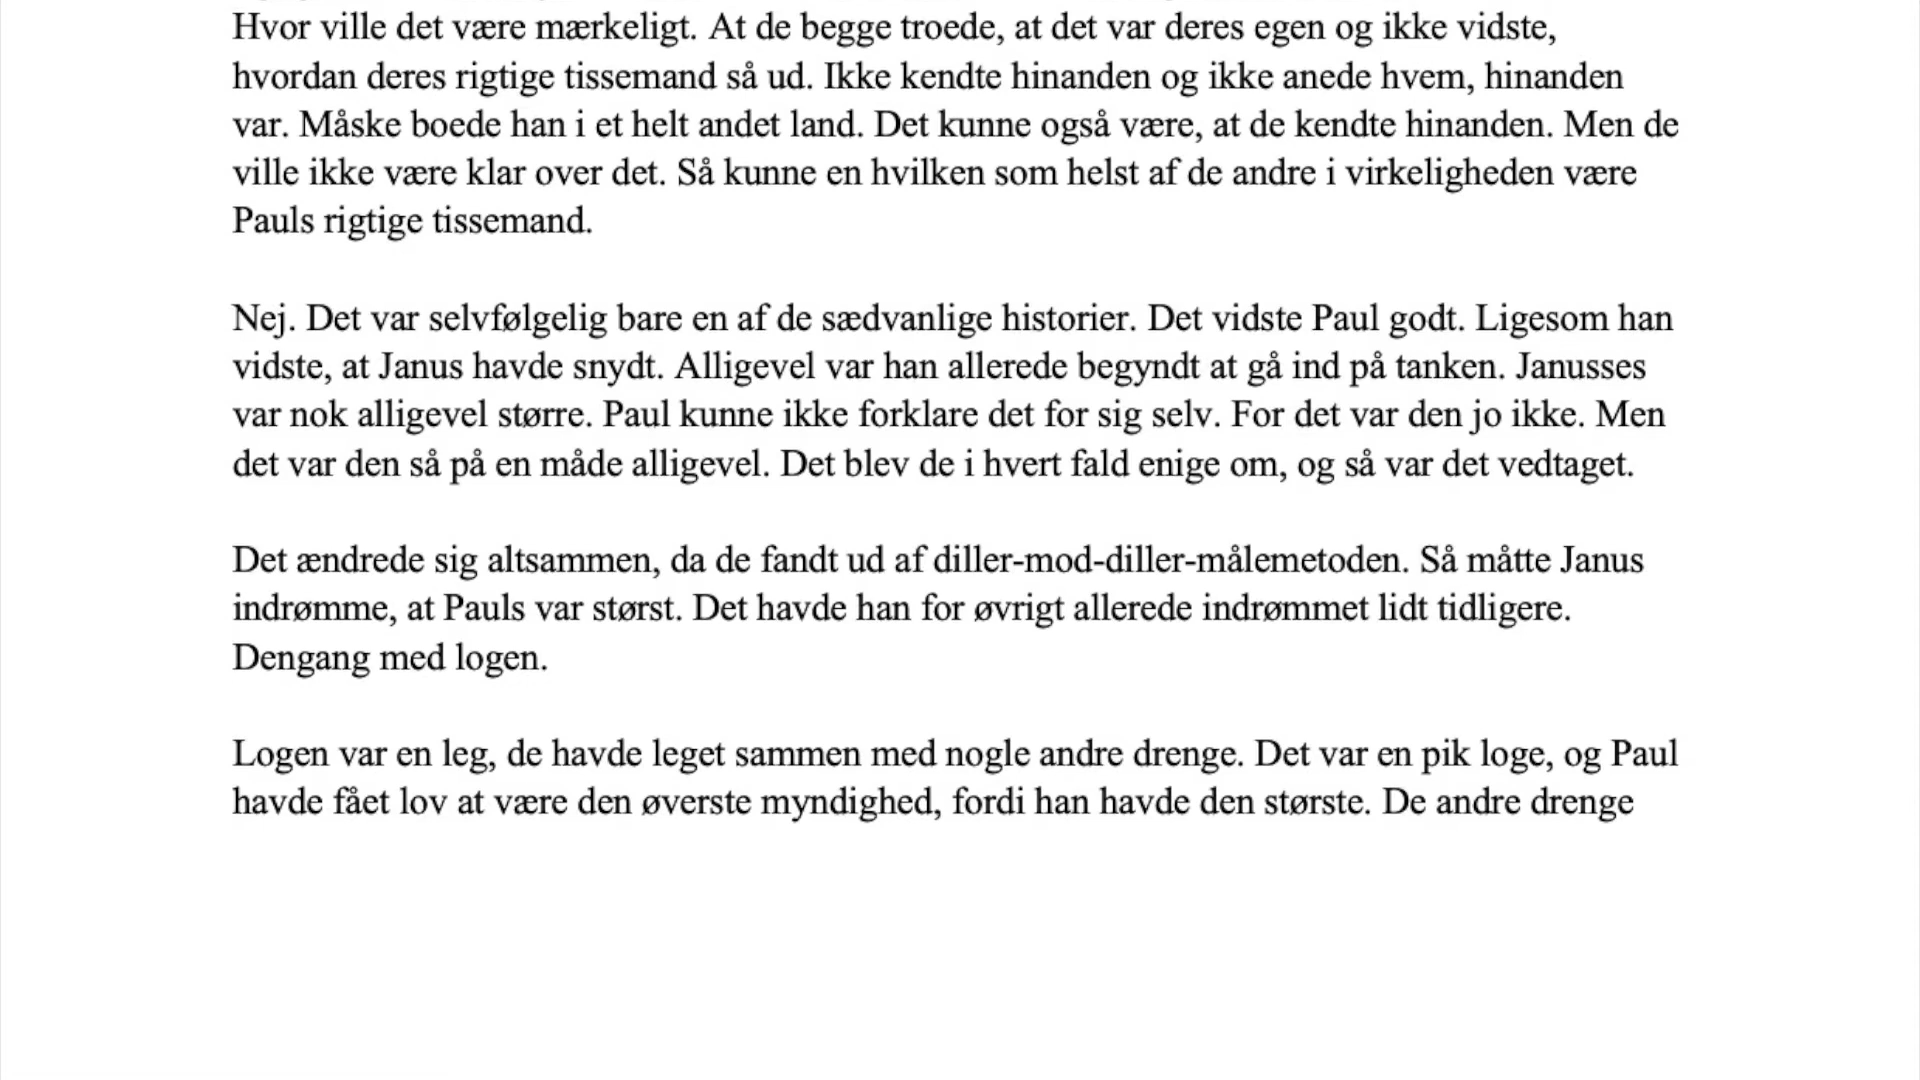 Hvor ville det være mærkeligt. At de begge troede, at det var deres egen og ikke vidste,
hvordan deres rigtige tissemand så ud. Ikke kendte hinanden og ikke anede hvem, hinanden
var. Måske boede han i et helt andet land. Det kunne også være, at de kendte hinanden. Men de
ville ikke være klar over det. Så kunne en hvilken som helst af de andre i virkeligheden være
Pauls rigtige tissemand.
Nej. Det var selvfølgelig bare en af de sædvanlige historier. Det vidste Paul godt. Ligesom han
vidste, at Janus havde snydt. Alligevel var han allerede begyndt at gå ind på tanken. Janusses
var nok alligevel større. Paul kunne ikke forklare det for sig selv. For det var den jo ikke. Men
det var den så på en måde alligevel. Det blev de i hvert fald enige om, og så var det vedtaget.
Det ændrede sig altsammen, da de fandt ud af diller-mod-diller-målemetoden. Så måtte Janus
indrømme, at Pauls var størst. Det havde han for øvrigt allerede indrømmet lidt tidligere.
Dengang med logen.
Logen var en leg, de havde leget sammen med nogle andre drenge. Det var en pik loge, og Paul
havde fået lov at være den øverste myndighed, fordi han havde den største. De andre drenge